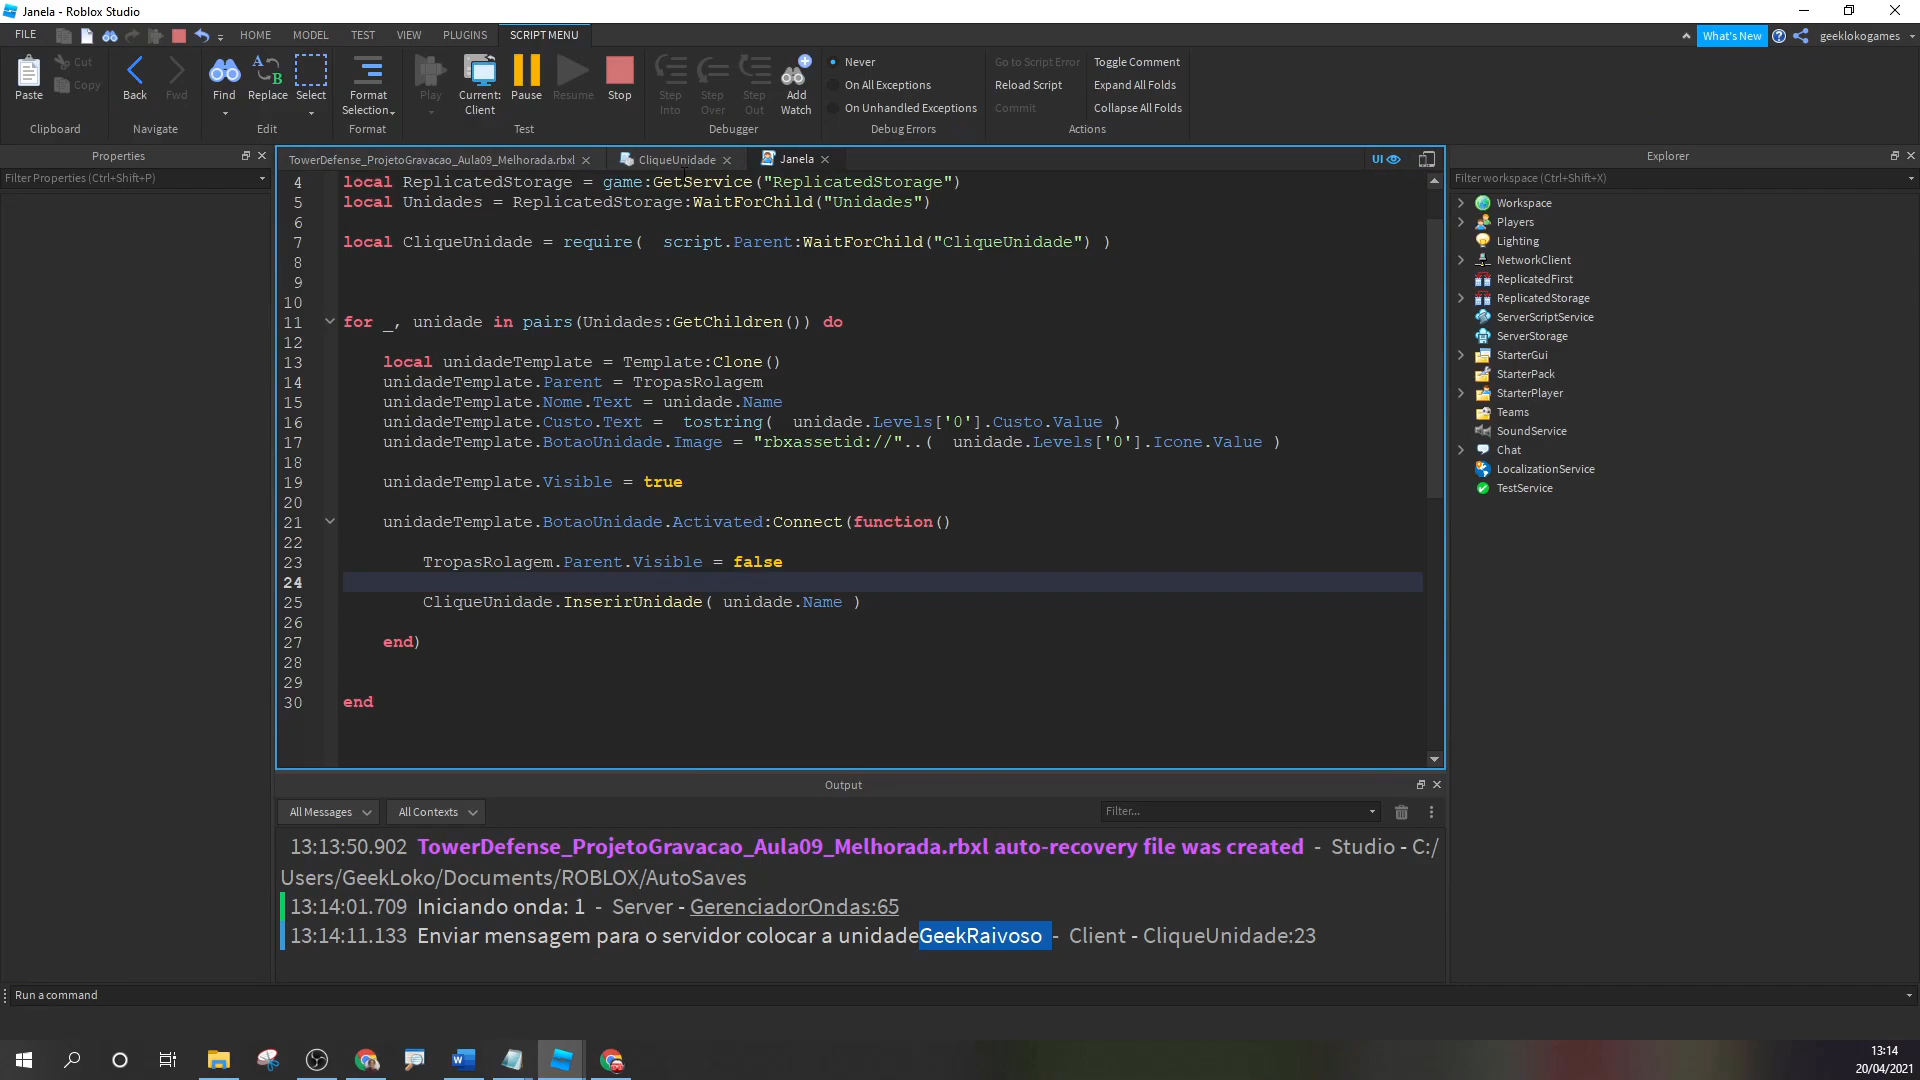 Janela - Roblox Studio
FILE HOME MODEL TEST VIEW PLUGINS SCRIPT MENU What's New geeklokogames
Paste Cut Copy Back Fwd Find Replace Select Format Selection Play Current: Client Pause Resume Stop Step Into Step Over Step Out Add Watch
Never
On All Exceptions
On Unhandled Exceptions
Go to Script Error Toggle Comment
Reload Script Expand All Folds
Commit Collapse All Folds
Clipboard Navigate Edit Format Test Debugger Debug Errors Actions
Properties
Filter Properties (Ctrl+Shift+P)
TowerDefense_ProjetoGravacao_Aula09_Melhorada.rbxl CliqueUnidade Janela UI
4 local ReplicatedStorage = game:GetService("ReplicatedStorage")
5 local Unidades = ReplicatedStorage:WaitForChild("Unidades")
6
7 local CliqueUnidade = require(  script.Parent:WaitForChild("CliqueUnidade") )
8
9
10
11 for _, unidade in pairs(Unidades:GetChildren()) do
12
13 local unidadeTemplate = Template:Clone()
14 unidadeTemplate.Parent = TropasRolagem
15 unidadeTemplate.Nome.Text = unidade.Name
16 unidadeTemplate.Custo.Text =  tostring(  unidade.Levels['0'].Custo.Value )
17 unidadeTemplate.BotaoUnidade.Image = "rbxassetid://"..(  unidade.Levels['0'].Icone.Value )
18
19 unidadeTemplate.Visible = true
20
21 unidadeTemplate.BotaoUnidade.Activated:Connect(function()
22
23 TropasRolagem.Parent.Visible = false
24
25 CliqueUnidade.InserirUnidade( unidade.Name )
26
27 end)
28
29
30 end
Explorer
Filter workspace (Ctrl+Shift+X)
Workspace
Players
Lighting
NetworkClient
ReplicatedFirst
ReplicatedStorage
ServerScriptService
ServerStorage
StarterGui
StarterPack
StarterPlayer
Teams
SoundService
Chat
LocalizationService
TestService
Output
All Messages All Contexts Filter...
13:13:50.902 TowerDefense_ProjetoGravacao_Aula09_Melhorada.rbxl auto-recovery file was created - Studio - C:/
Users/GeekLoko/Documents/ROBLOX/AutoSaves
13:14:01.709 Iniciando onda: 1 - Server - GerenciadorOndas:65
13:14:11.133 Enviar mensagem para o servidor colocar a unidadeGeekRaivoso - Client - CliqueUnidade:23
Run a command
13:14
20/04/2021